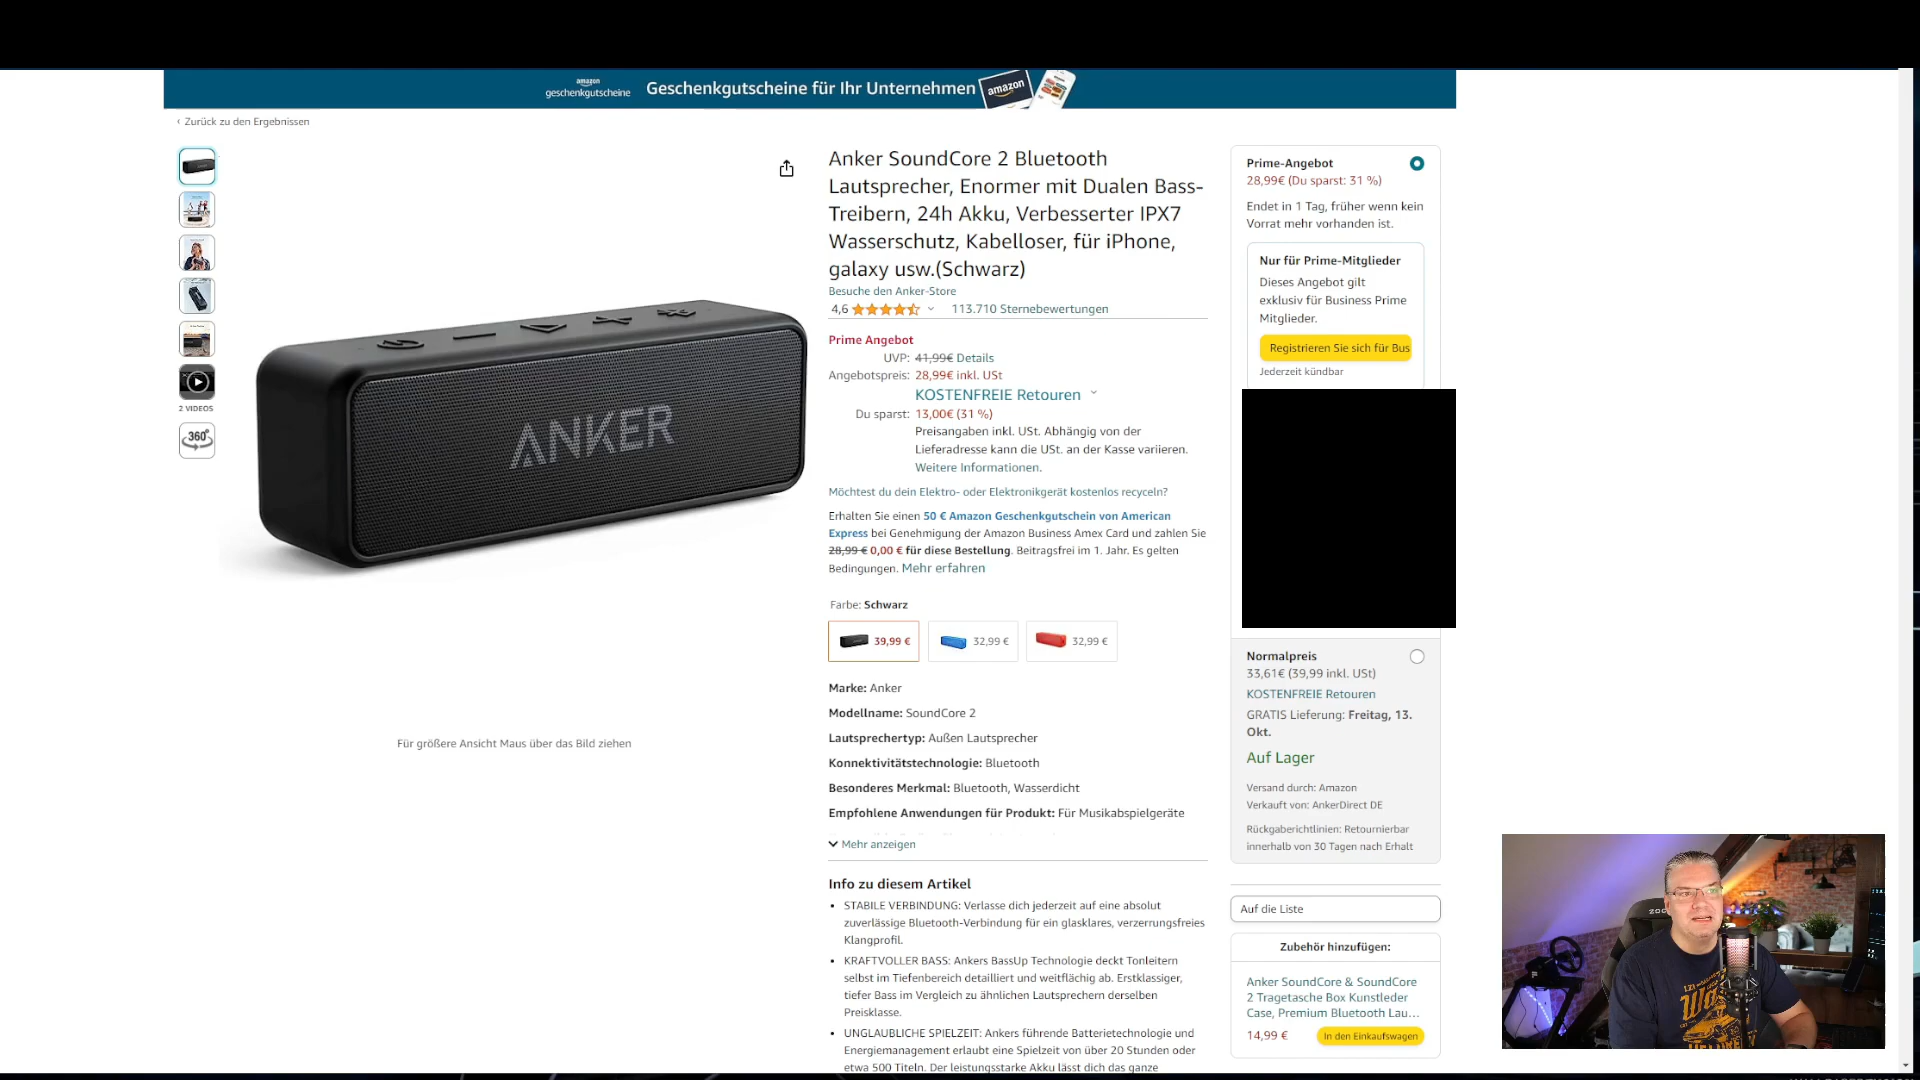 amazon
geschenkgutscheine
Geschenkgutscheine für Ihr Unternehmen
amazon
‹ Zurück zu den Ergebnissen
2 VIDEOS
360°
ANKER
Für größere Ansicht Maus über das Bild ziehen
Anker SoundCore 2 Bluetooth
Lautsprecher, Enormer mit Dualen Bass-
Treibern, 24h Akku, Verbesserter IPX7
Wasserschutz, Kabelloser, für iPhone,
galaxy usw.(Schwarz)
Besuche den Anker-Store
4,6 113.710 Sternebewertungen
Prime Angebot
UVP: 41,99€ Details
Angebotspreis: 28,99€ inkl. USt
KOSTENFREIE Retouren
Du sparst: 13,00€ (31 %)
Preisangaben inkl. USt. Abhängig von der
Lieferadresse kann die USt. an der Kasse variieren.
Weitere Informationen.
Möchtest du dein Elektro- oder Elektronikgerät kostenlos recyceln?
Erhalten Sie einen 50 € Amazon Geschenkgutschein von American
Express bei Genehmigung der Amazon Business Amex Card und zahlen Sie
28,99 € 0,00 € für diese Bestellung. Beitragsfrei im 1. Jahr. Es gelten
Bedingungen. Mehr erfahren
Farbe: Schwarz
39,99 € 32,99 € 32,99 €
Marke: Anker
Modellname: SoundCore 2
Lautsprechertyp: Außen Lautsprecher
Konnektivitätstechnologie: Bluetooth
Besonderes Merkmal: Bluetooth, Wasserdicht
Empfohlene Anwendungen für Produkt: Für Musikabspielgeräte
Mehr anzeigen
Info zu diesem Artikel
• STABILE VERBINDUNG: Verlasse dich jederzeit auf eine absolut
zuverlässige Bluetooth-Verbindung für ein glasklares, verzerrungsfreies
Klangprofil.
• KRAFTVOLLER BASS: Ankers BassUp Technologie deckt Tonleitern
selbst im Tiefenbereich detailliert und weitflächig ab. Erstklassiger,
tiefer Bass im Vergleich zu ähnlichen Lautsprechern derselben
Preisklasse.
• UNGLAUBLICHE SPIELZEIT: Ankers führende Batterietechnologie und
Energiemanagement erlaubt eine Spielzeit von über 20 Stunden oder
etwa 500 Titeln. Der leistungsstarke Akku lässt dich das ganze
Prime-Angebot
28,99€ (Du sparst: 31 %)
Endet in 1 Tag, früher wenn kein
Vorrat mehr vorhanden ist.
Nur für Prime-Mitglieder
Dieses Angebot gilt
exklusiv für Business Prime
Mitglieder.
Registrieren Sie sich für Bus
Jederzeit kündbar
Normalpreis
33,61€ (39,99 inkl. USt)
KOSTENFREIE Retouren
GRATIS Lieferung: Freitag, 13.
Okt.
Auf Lager
Versand durch: Amazon
Verkauft von: AnkerDirect DE
Rückgaberichtlinien: Retournierbar
innerhalb von 30 Tagen nach Erhalt
Auf die Liste
Zubehör hinzufügen:
Anker SoundCore & SoundCore
2 Tragetasche Box Kunstleder
Case, Premium Bluetooth Lau…
14,99 € In den Einkaufswagen